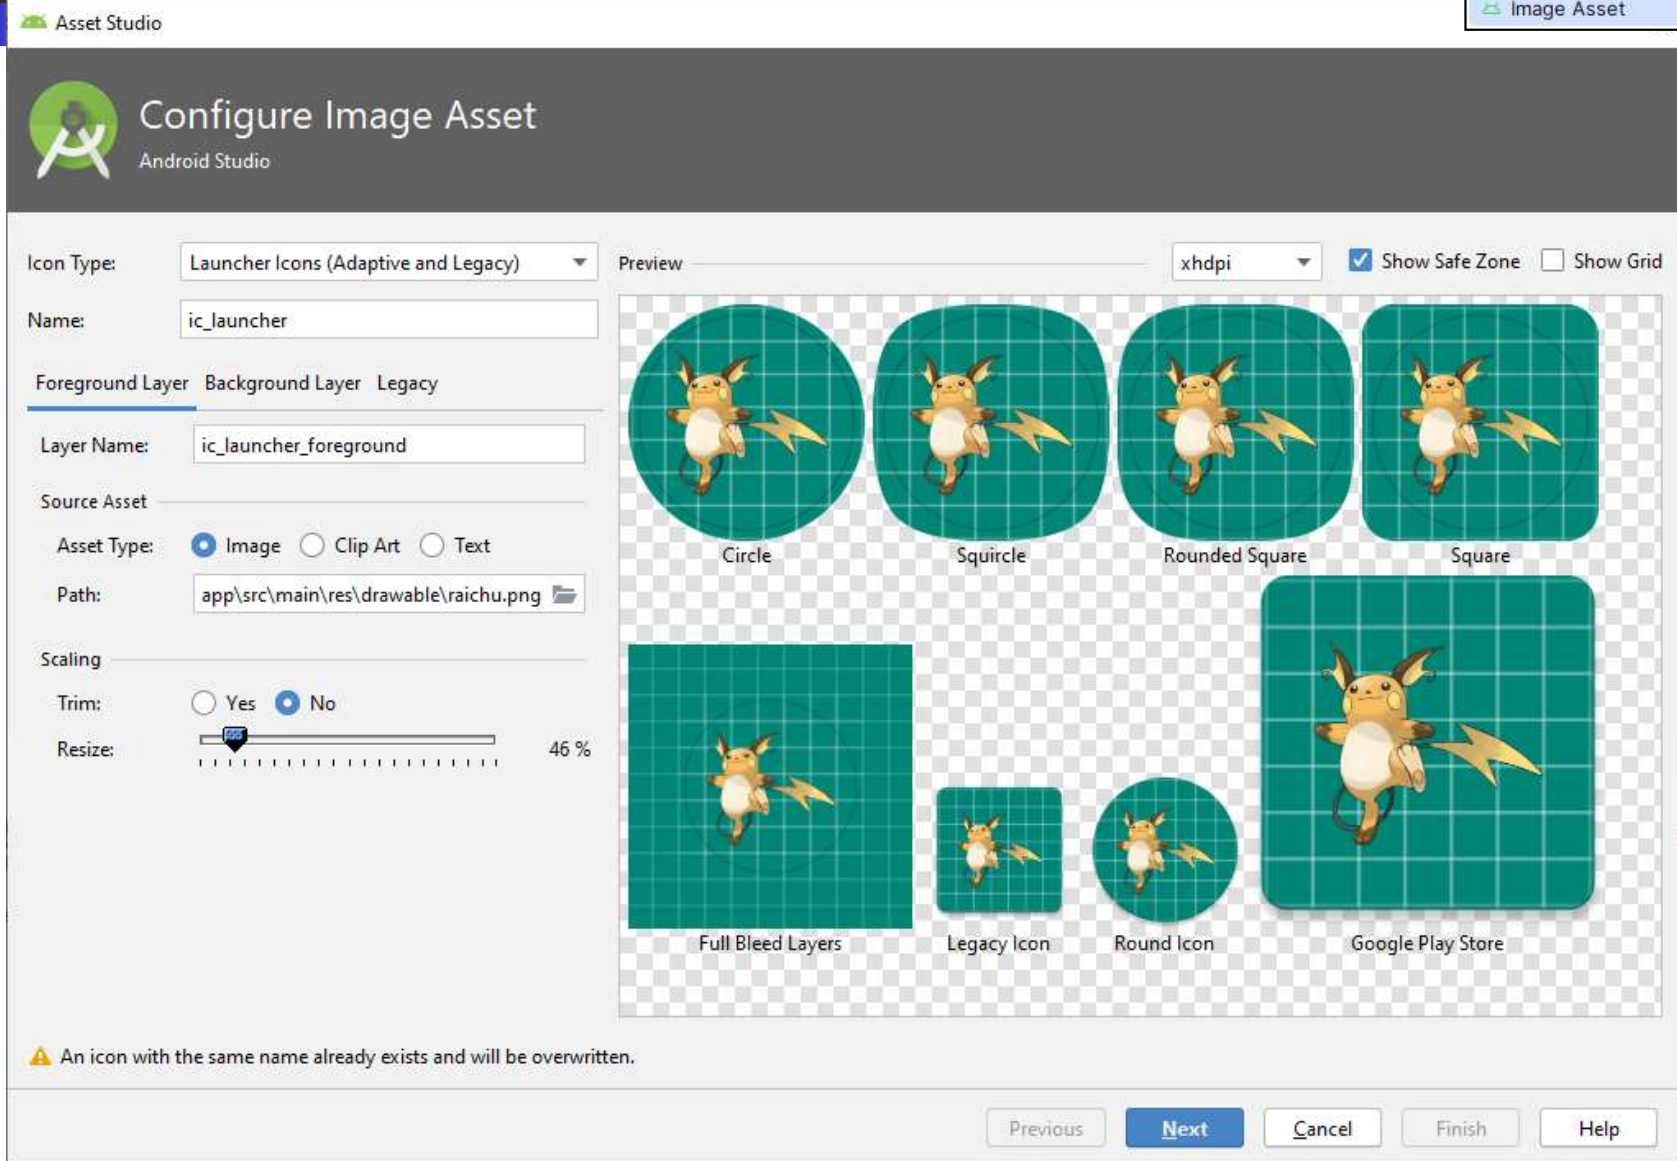 Image Asset
Asset Studio
Configure Image Asset
Android Studio
Icon Type: Launcher Icons (Adaptive and Legacy)
Name: ic_launcher
Foreground Layer Background Layer Legacy
Layer Name: ic_launcher_foreground
Source Asset
Asset Type: Image Clip Art Text
Path: app\src\main\res\drawable\raichu.png
Scaling
Trim: Yes No
Resize: 46 %
Preview xhdpi Show Safe Zone Show Grid
Circle Squircle Rounded Square Square
Full Bleed Layers Legacy Icon Round Icon Google Play Store
An icon with the same name already exists and will be overwritten.
Previous Next Cancel Finish Help